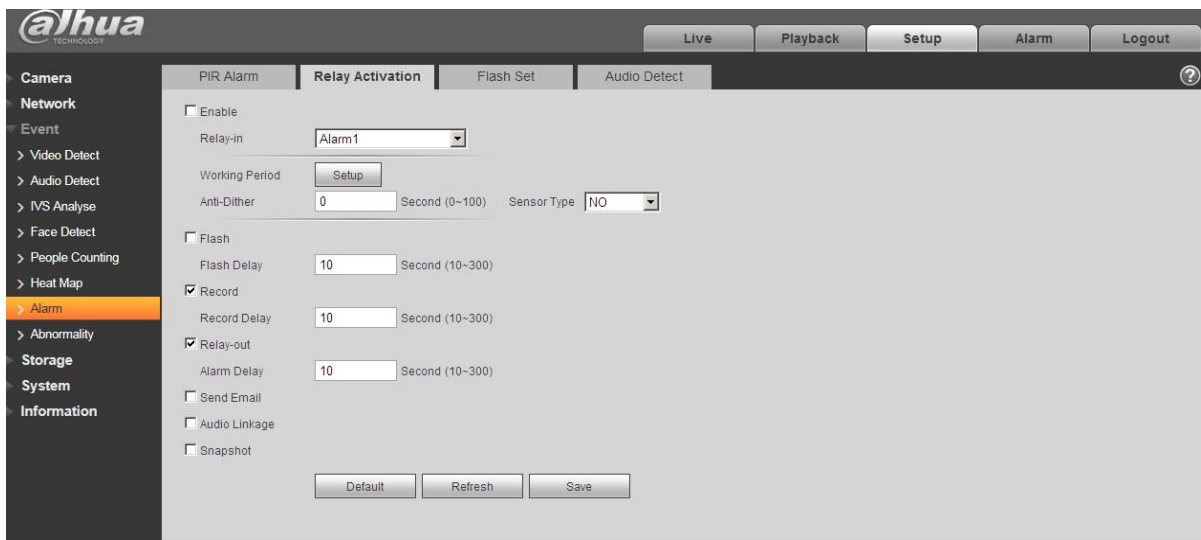 alhua
TECHNOLOGY
Live
Playback
Setup
Alarm
Logout
Camera
Network
Event
> Video Detect
> Audio Detect
> IVS Analyse
> Face Detect
> People Counting
> Heat Map
> Alarm
> Abnormality
Storage
System
Information
PIR Alarm
Relay Activation
Flash Set
Audio Detect
?
Enable
Relay-in Alarm1
Working Period Setup
Anti-Dither 0 Second (0~100) Sensor Type NO
Flash
Flash Delay 10 Second (10~300)
Record
Record Delay 10 Second (10~300)
Relay-out
Alarm Delay 10 Second (10~300)
Send Email
Audio Linkage
Snapshot
Default Refresh Save